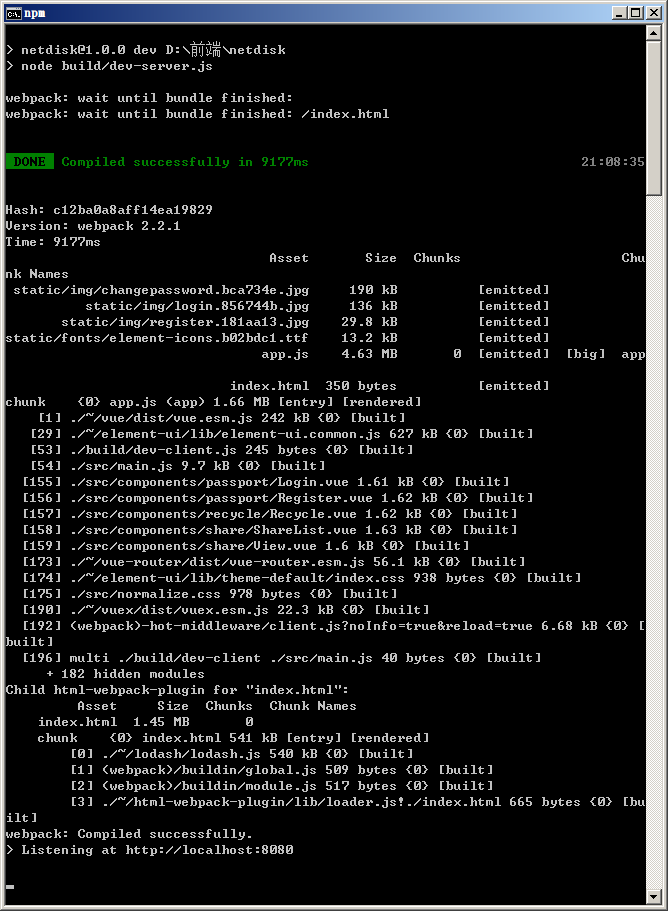 npm
> netdisk@1.0.0 dev D:\前端\netdisk
> node build/dev-server.js
webpack: wait until bundle finished:
webpack: wait until bundle finished: /index.html
DONE Compiled successfully in 9177ms 21:08:35
Hash: c12ba0a8aff14ea19829
Version: webpack 2.2.1
Time: 9177ms
Asset Size Chunks Chu
nk Names
static/img/changepassword.bca734e.jpg 190 kB [emitted]
static/img/login.856744b.jpg 136 kB [emitted]
static/img/register.181aa13.jpg 29.8 kB [emitted]
static/fonts/element-icons.b02bdc1.ttf 13.2 kB [emitted]
app.js 4.63 MB 0 [emitted] [big] app
index.html 350 bytes [emitted]
chunk {0} app.js (app) 1.66 MB [entry] [rendered]
[1] ./~/vue/dist/vue.esm.js 242 kB {0} [built]
[29] ./~/element-ui/lib/element-ui.common.js 627 kB {0} [built]
[53] ./build/dev-client.js 245 bytes {0} [built]
[54] ./src/main.js 9.7 kB {0} [built]
[155] ./src/components/passport/Login.vue 1.61 kB {0} [built]
[156] ./src/components/passport/Register.vue 1.62 kB {0} [built]
[157] ./src/components/recycle/Recycle.vue 1.62 kB {0} [built]
[158] ./src/components/share/ShareList.vue 1.63 kB {0} [built]
[159] ./src/components/share/View.vue 1.6 kB {0} [built]
[173] ./~/vue-router/dist/vue-router.esm.js 56.1 kB {0} [built]
[174] ./~/element-ui/lib/theme-default/index.css 938 bytes {0} [built]
[175] ./src/normalize.css 978 bytes {0} [built]
[190] ./~/vuex/dist/vuex.esm.js 22.3 kB {0} [built]
[192] (webpack)-hot-middleware/client.js?noInfo=true&reload=true 6.68 kB {0} [
built]
[196] multi ./build/dev-client ./src/main.js 40 bytes {0} [built]
+ 182 hidden modules
Child html-webpack-plugin for "index.html":
Asset Size Chunks Chunk Names
index.html 1.45 MB 0
chunk {0} index.html 541 kB [entry] [rendered]
[0] ./~/lodash/lodash.js 540 kB {0} [built]
[1] (webpack)/buildin/global.js 509 bytes {0} [built]
[2] (webpack)/buildin/module.js 517 bytes {0} [built]
[3] ./~/html-webpack-plugin/lib/loader.js!./index.html 665 bytes {0} [bu
ilt]
webpack: Compiled successfully.
> Listening at http://localhost:8080